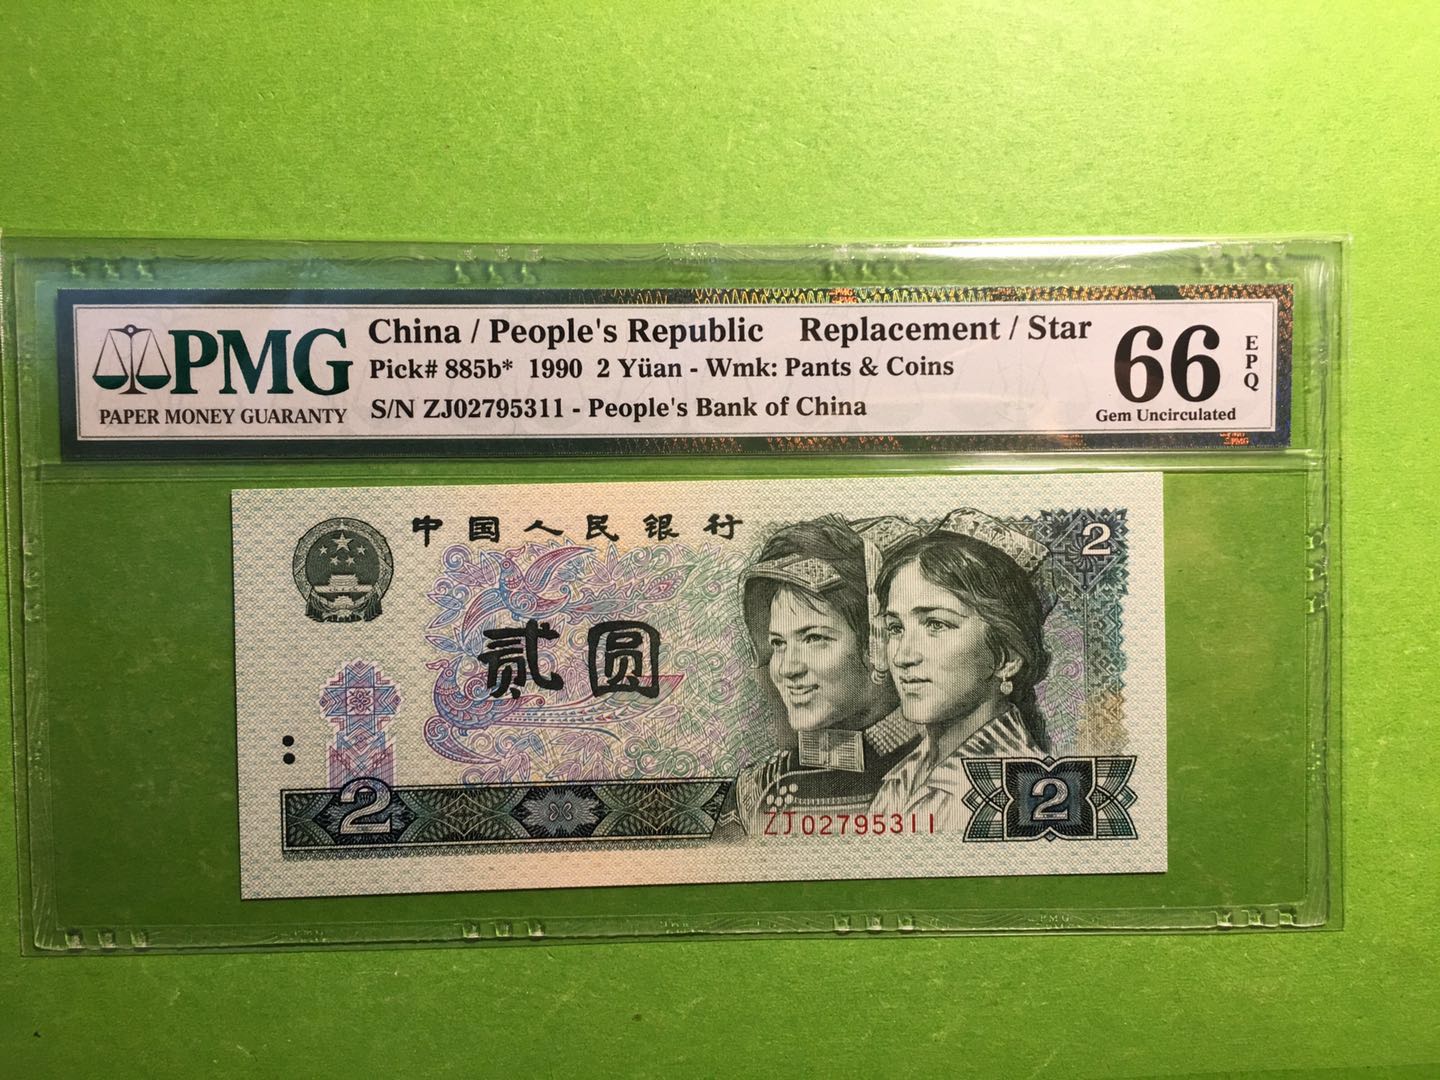 PMG
PAPER MONEY GUARANTY
China / People's Republic Replacement / Star
Pick# 885b* 1990 2 Yüan - Wmk: Pants & Coins
S/N ZJ02795311 - People's Bank of China
66
EPQ
Gem Uncirculated
中国人民银行
2
贰圆
2
ZJ02795311
2